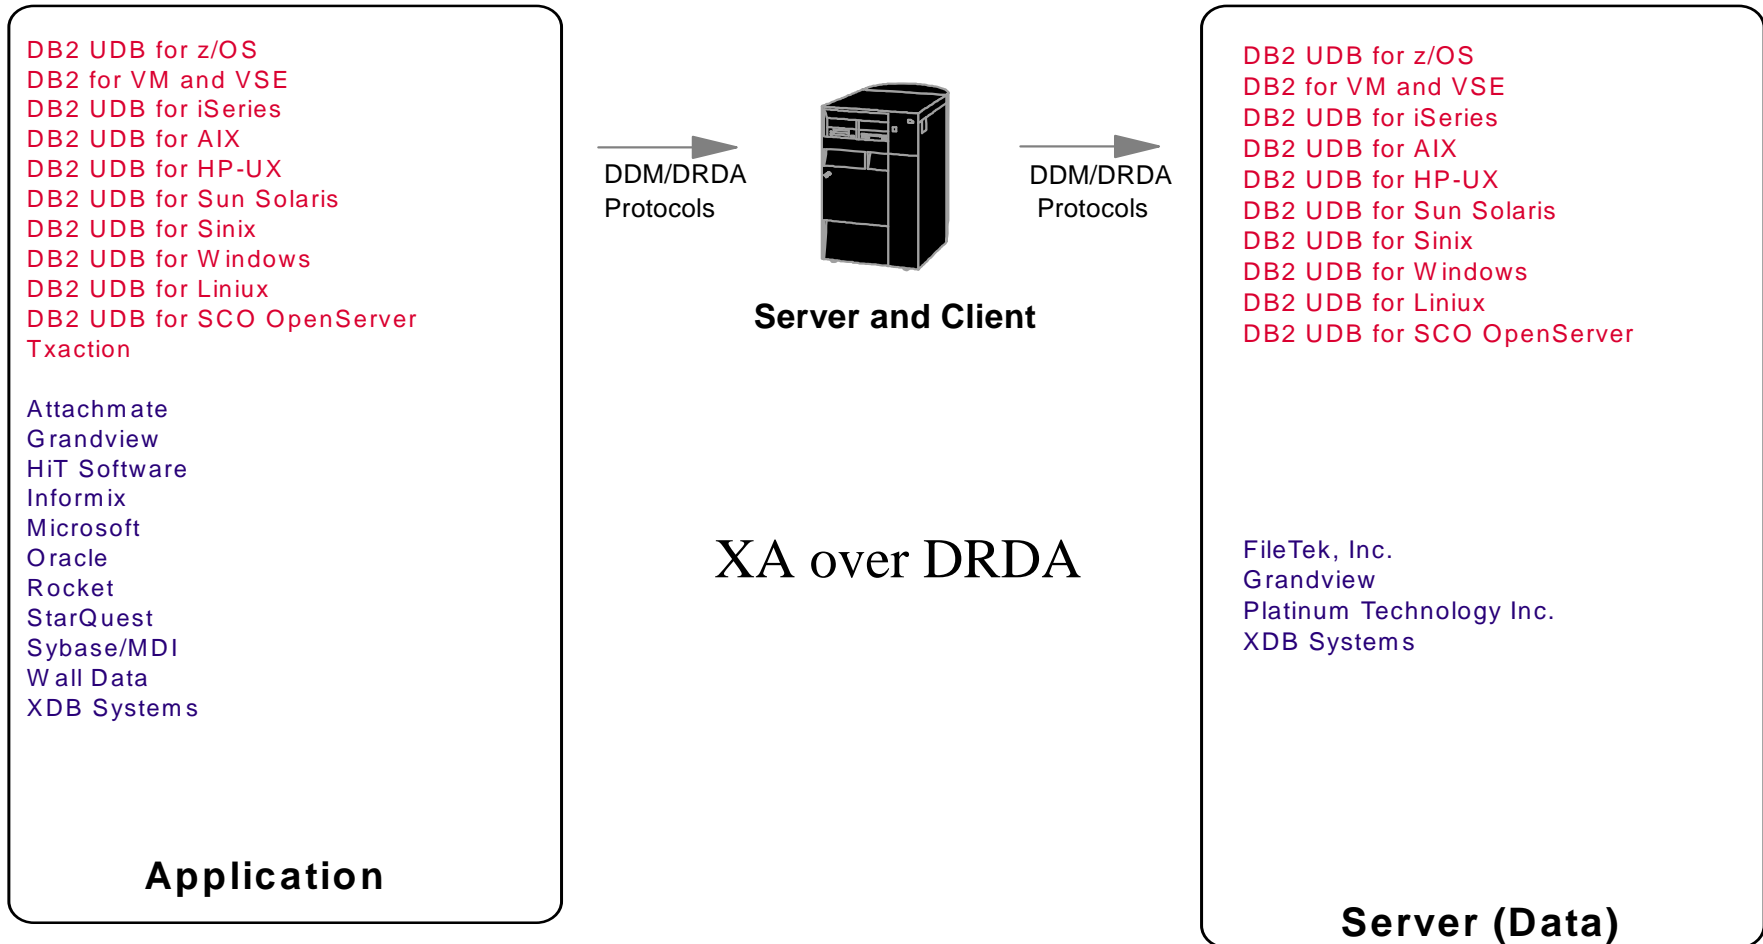 DB2 UDB for z/OS
DB2 for VM and VSE
DB2 UDB for iSeries
DB2 UDB for AIX
DB2 UDB for HP-UX
DB2 UDB for Sun Solaris
DB2 UDB for Sinix
DB2 UDB for Windows
DB2 UDB for Liniux
DB2 UDB for SCO OpenServer
Txaction
Attachmate
Grandview
HiT Software
Informix
Microsoft
Oracle
Rocket
StarQuest
Sybase/MDI
Wall Data
XDB Systems
Application
DDM/DRDA
Protocols
Server and Client
DDM/DRDA
Protocols
XA over DRDA
DB2 UDB for z/OS
DB2 for VM and VSE
DB2 UDB for iSeries
DB2 UDB for AIX
DB2 UDB for HP-UX
DB2 UDB for Sun Solaris
DB2 UDB for Sinix
DB2 UDB for Windows
DB2 UDB for Liniux
DB2 UDB for SCO OpenServer
FileTek, Inc.
Grandview
Platinum Technology Inc.
XDB Systems
Server (Data)